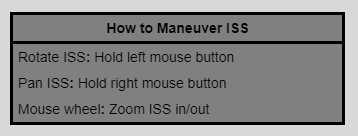 How to Maneuver ISS
Rotate ISS: Hold left mouse button
Pan ISS: Hold right mouse button
Mouse wheel: Zoom ISS in/out